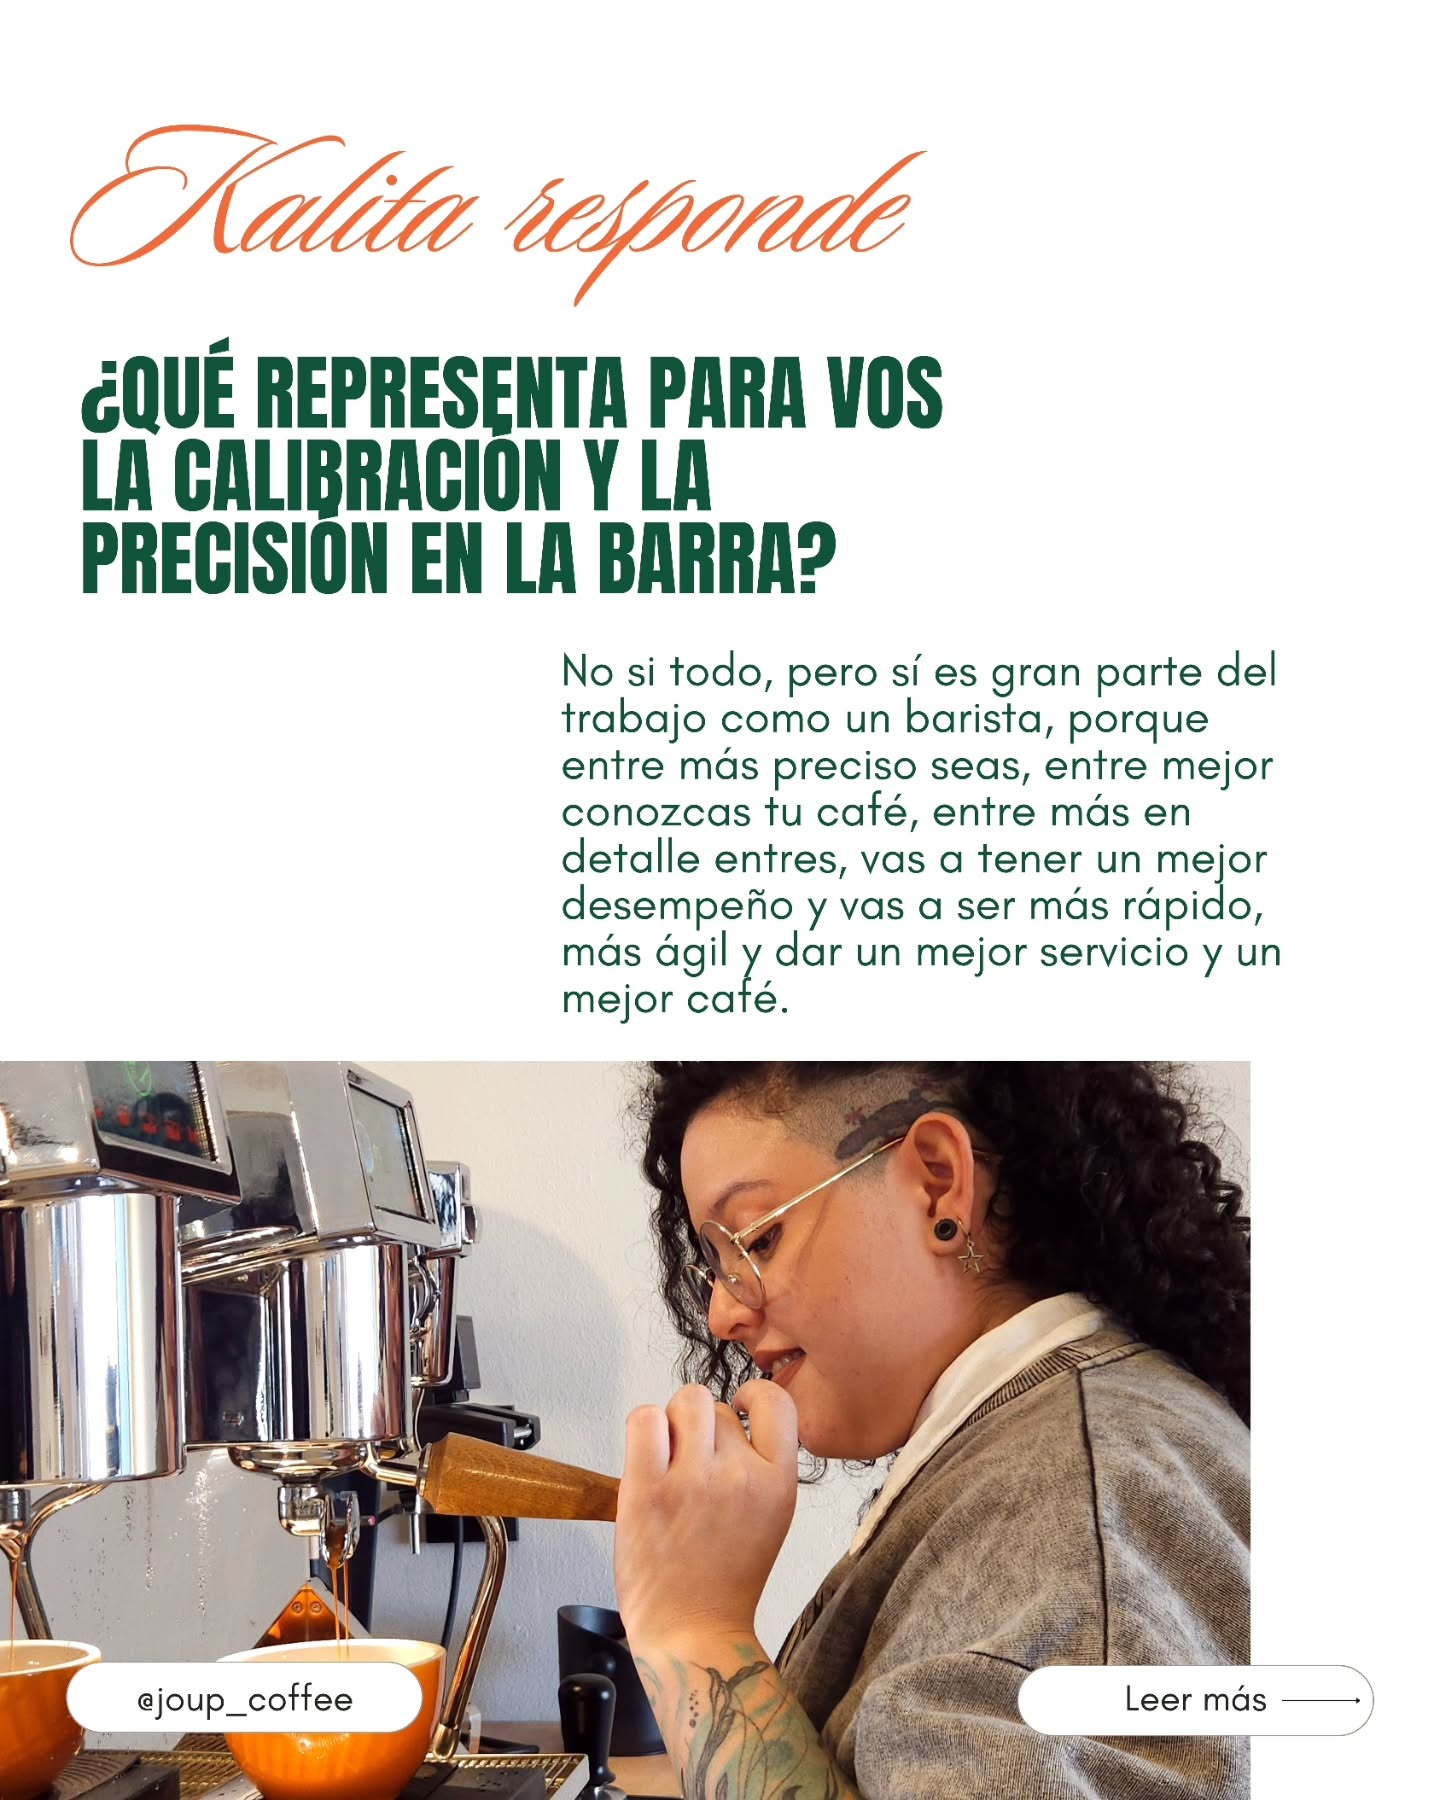 Kalita responde
¿QUÉ REPRESENTA PARA VOS
LA CALIBRACIÓN Y LA
PRECISIÓN EN LA BARRA?
No si todo, pero sí es gran parte del
trabajo como un barista, porque
entre más preciso seas, entre mejor
conozcas tu café, entre más en
detalle entres, vas a tener un mejor
desempeño y vas a ser más rápido,
más ágil y dar un mejor servicio y un
mejor café.
@joup_coffee
Leer más